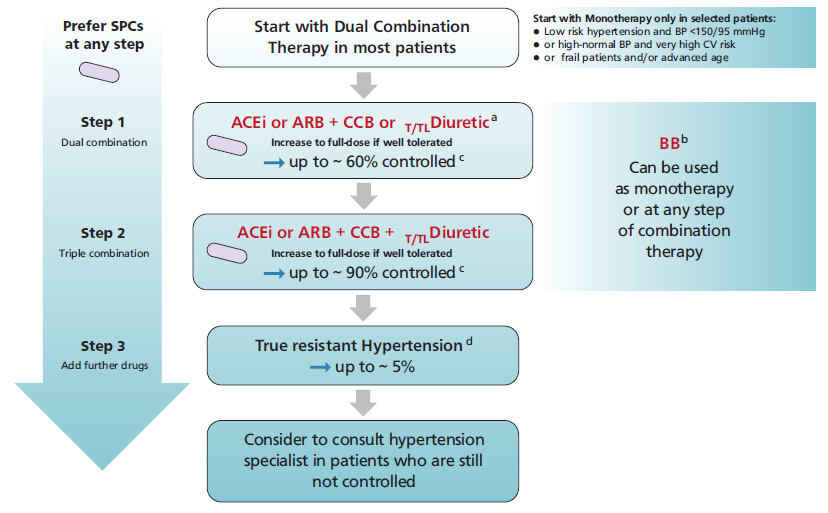 Prefer SPCs
at any step
Start with Dual Combination
Therapy in most patients
Start with Monotherapy only in selected patients:
● Low risk hypertension and BP <150/95 mmHg
● or high-normal BP and very high CV risk
● or frail patients and/or advanced age
Step 1
Dual combination
ACEi or ARB + CCB or T/TLDiuretic a
Increase to full-dose if well tolerated
→ up to ~ 60% controlled c
BB b
Can be used
as monotherapy
or at any step
of combination
therapy
Step 2
Triple combination
ACEi or ARB + CCB + T/TLDiuretic
Increase to full-dose if well tolerated
→ up to ~ 90% controlled c
Step 3
Add further drugs
True resistant Hypertension d
→ up to ~ 5%
Consider to consult hypertension
specialist in patients who are still
not controlled